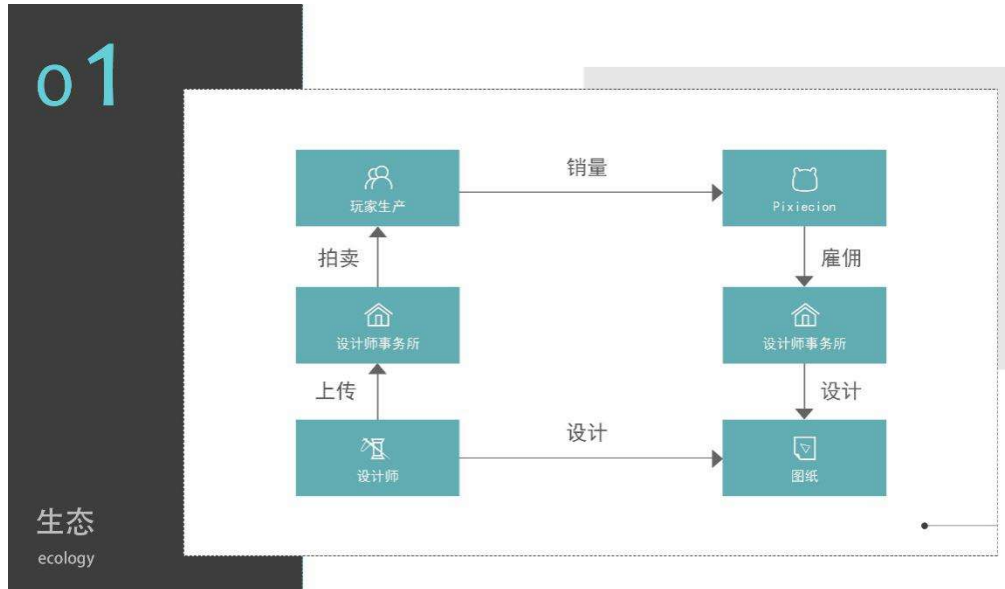 01
销量
玩家生产
Pixiecion
拍卖
雇佣
设计师事务所
设计师事务所
上传
设计
设计
设计师
图纸
生态
ecology